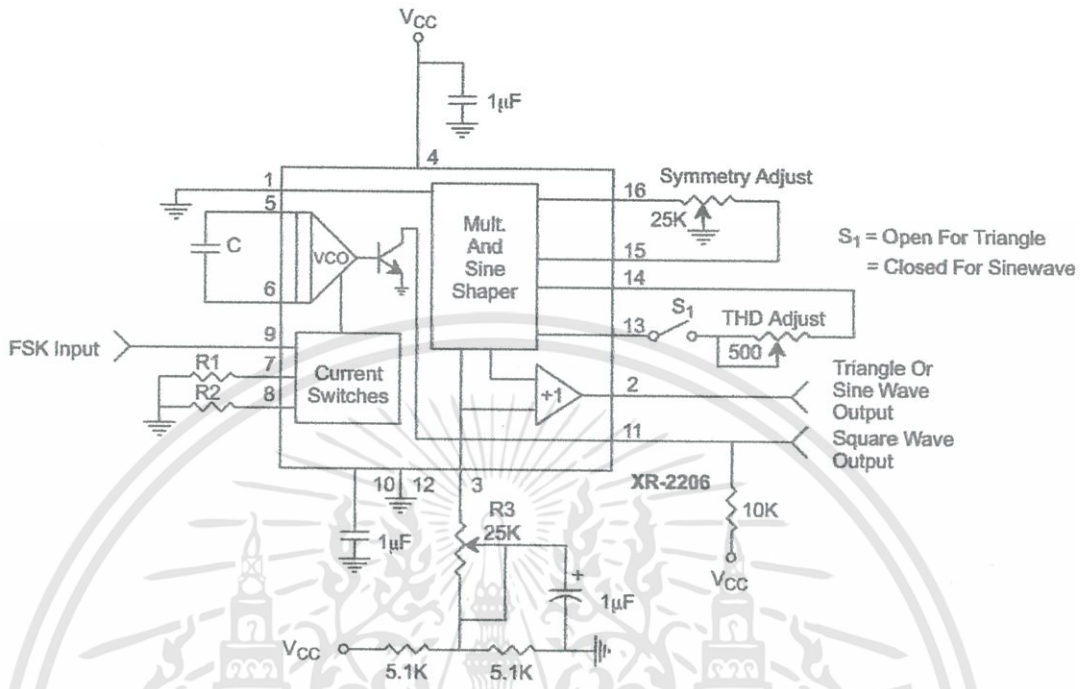 VCC
1µF
4
1
16
Symmetry Adjust
25K
5
C
VCO
Mult.
And
Sine
Shaper
15
S1 = Open For Triangle
= Closed For Sinewave
14
6
13
S1
THD Adjust
500
FSK Input
9
R1
7
R2
8
Current
Switches
+1
2
Triangle Or
Sine Wave
Output
11
Square Wave
Output
10
12
3
XR-2206
1µF
R3
25K
10K
VCC
+
1µF
VCC
5.1K
5.1K